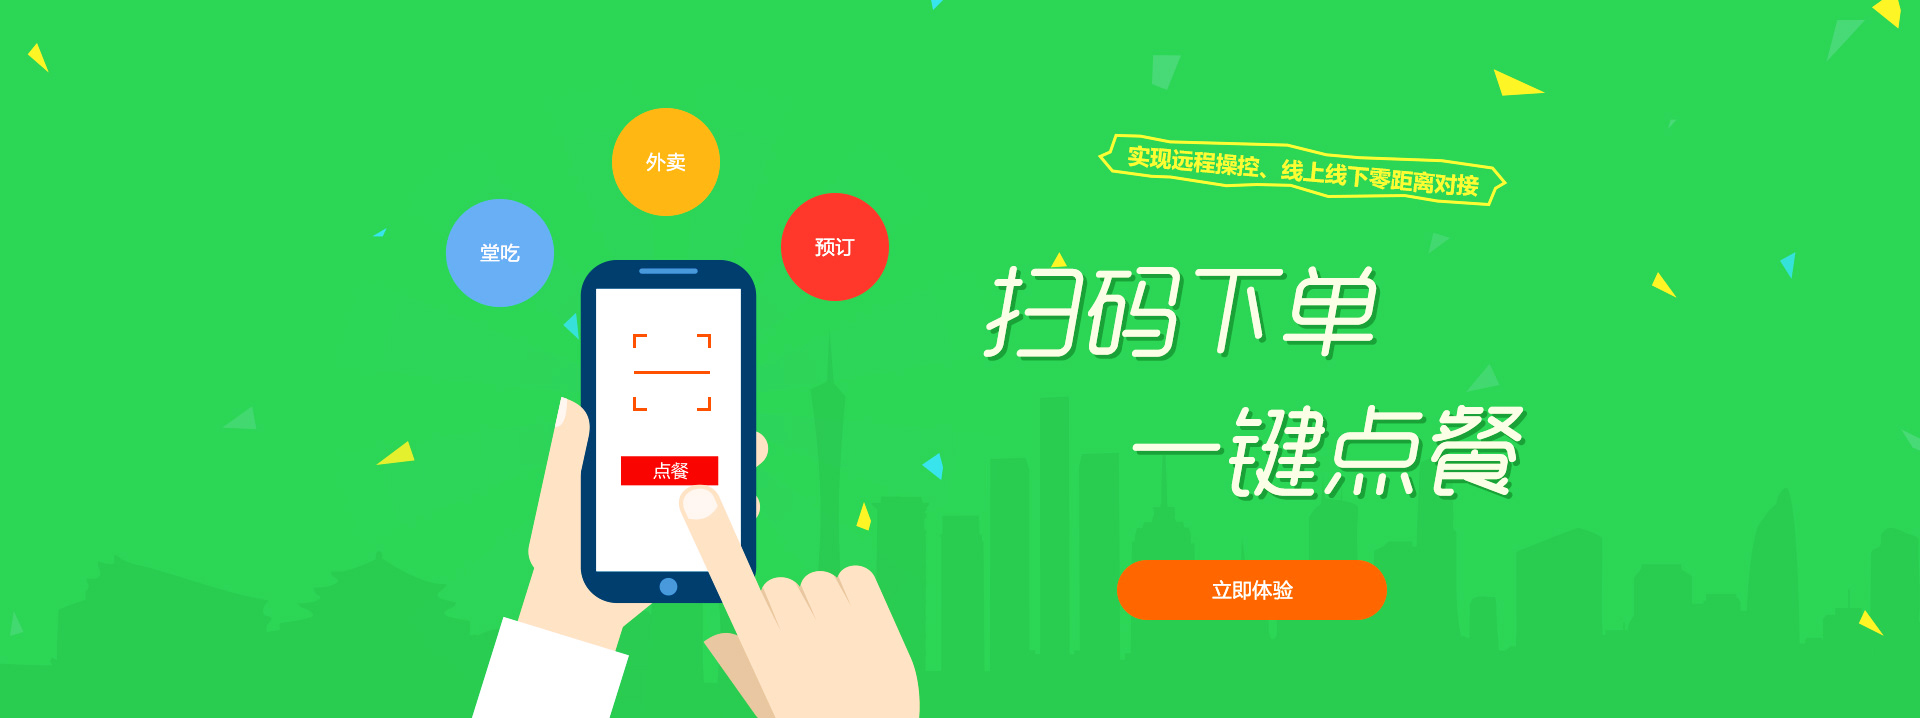 外卖
堂吃
预订
点餐
实现远程操控、线上线下零距离对接
扫码下单
一键点餐
立即体验